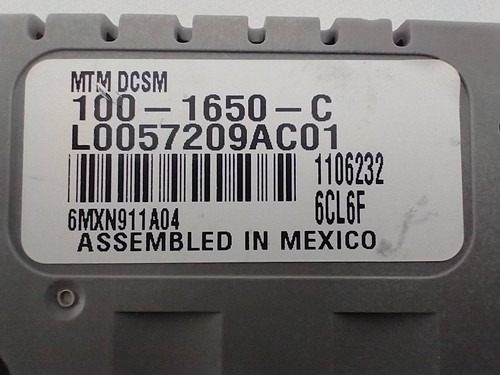 MTM DCSM
100-1650-C
L0057209AC01
1106232
6MXN911A04
6CL6F
ASSEMBLED IN MEXICO